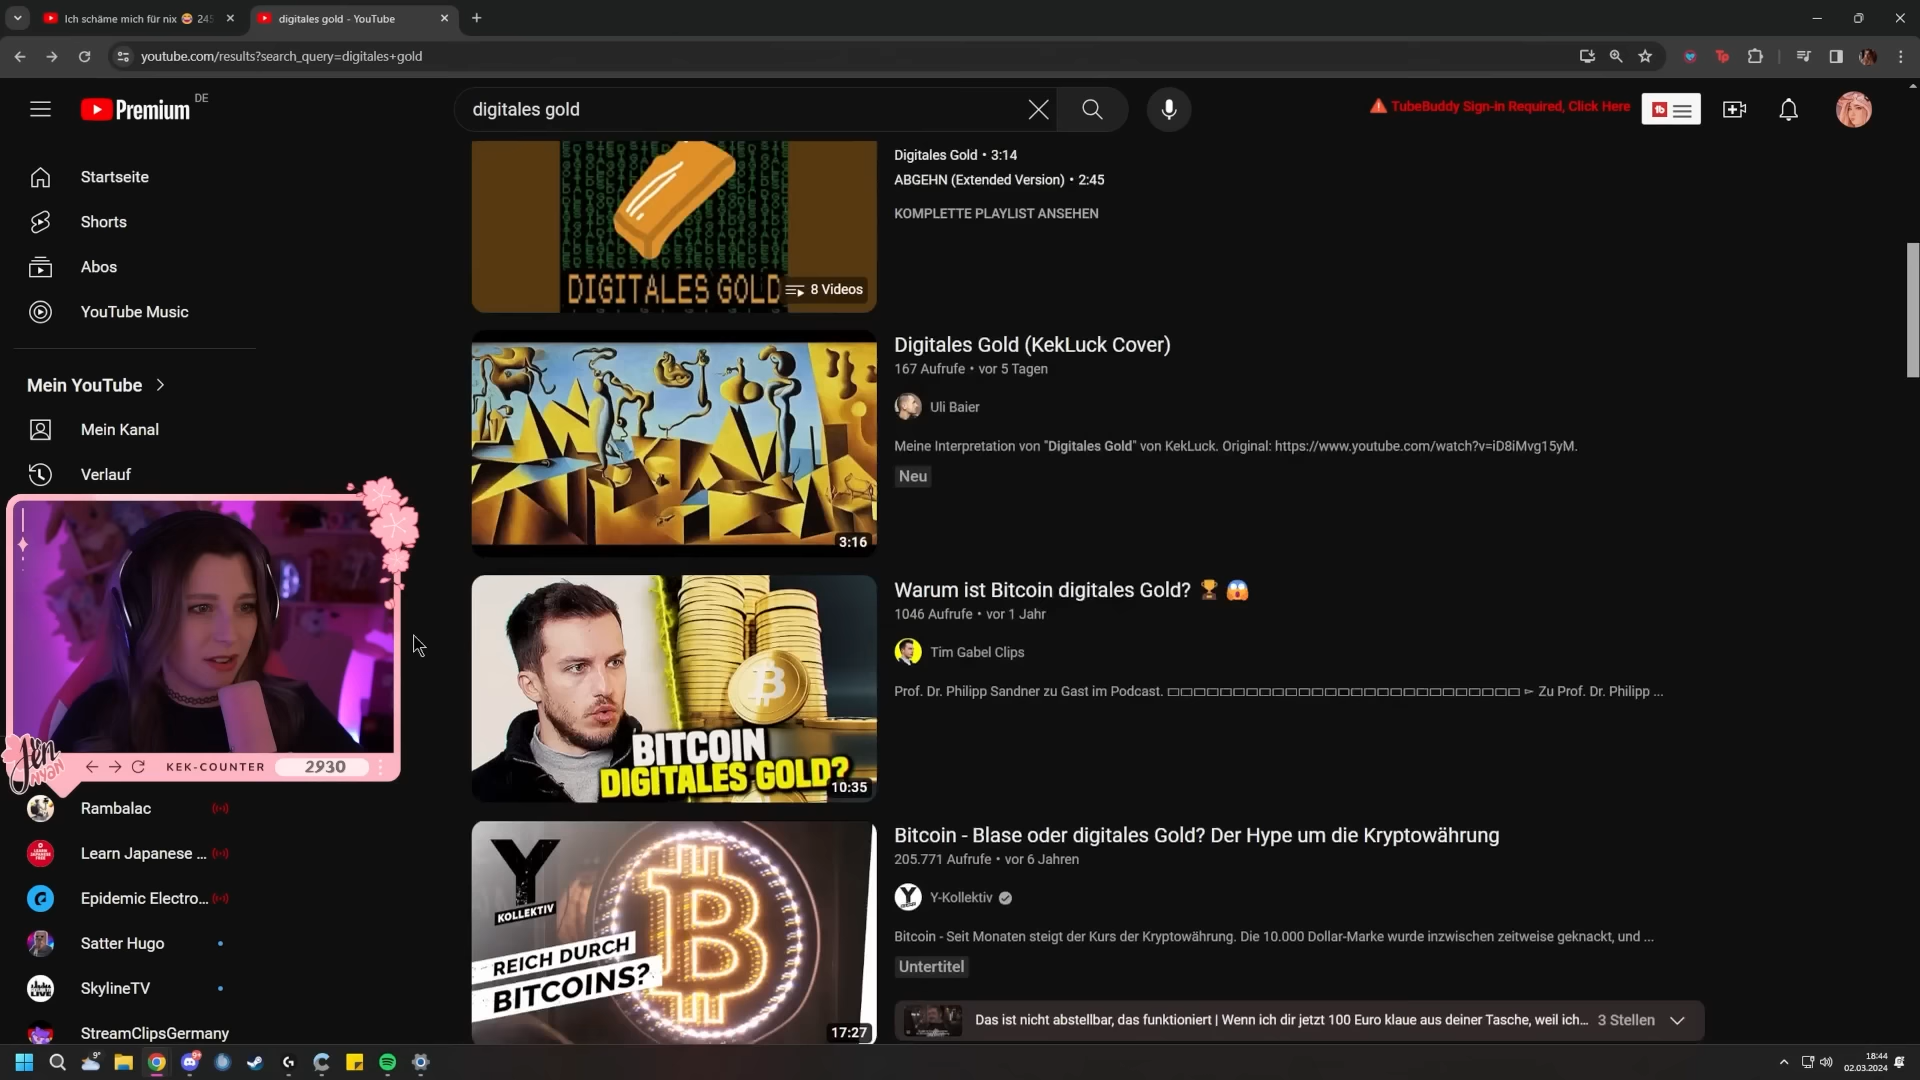 Ich schäme mich für nix 😂 245
digitales gold - YouTube
youtube.com/results?search_query=digitales+gold
Premium DE
digitales gold
TubeBuddy Sign-in Required, Click Here
Startseite
Shorts
Abos
YouTube Music
Mein YouTube
Mein Kanal
Verlauf
Jen
nyan
KEK-COUNTER 2930
Rambalac
Learn Japanese ...
Epidemic Electro...
Satter Hugo
SkylineTV
StreamClipsGermany
DIGITALES GOLD
8 Videos
Digitales Gold • 3:14
ABGEHN (Extended Version) • 2:45
KOMPLETTE PLAYLIST ANSEHEN
3:16
Digitales Gold (KekLuck Cover)
167 Aufrufe • vor 5 Tagen
Uli Baier
Meine Interpretation von "Digitales Gold" von KekLuck. Original: https://www.youtube.com/watch?v=iD8iMvg15yM.
Neu
BITCOIN
DIGITALES GOLD?
10:35
Warum ist Bitcoin digitales Gold? 🏆 😱
1046 Aufrufe • vor 1 Jahr
Tim Gabel Clips
Prof. Dr. Philipp Sandner zu Gast im Podcast. ► Zu Prof. Dr. Philipp ...
Y
KOLLEKTIV
REICH DURCH
BITCOINS?
17:27
Bitcoin - Blase oder digitales Gold? Der Hype um die Kryptowährung
205.771 Aufrufe • vor 6 Jahren
Y-Kollektiv
Bitcoin - Seit Monaten steigt der Kurs der Kryptowährung. Die 10.000 Dollar-Marke wurde inzwischen zeitweise geknackt, und ...
Untertitel
Das ist nicht abstellbar, das funktioniert | Wenn ich dir jetzt 100 Euro klaue aus deiner Tasche, weil ich... 3 Stellen
9°
18:44
02.03.2024